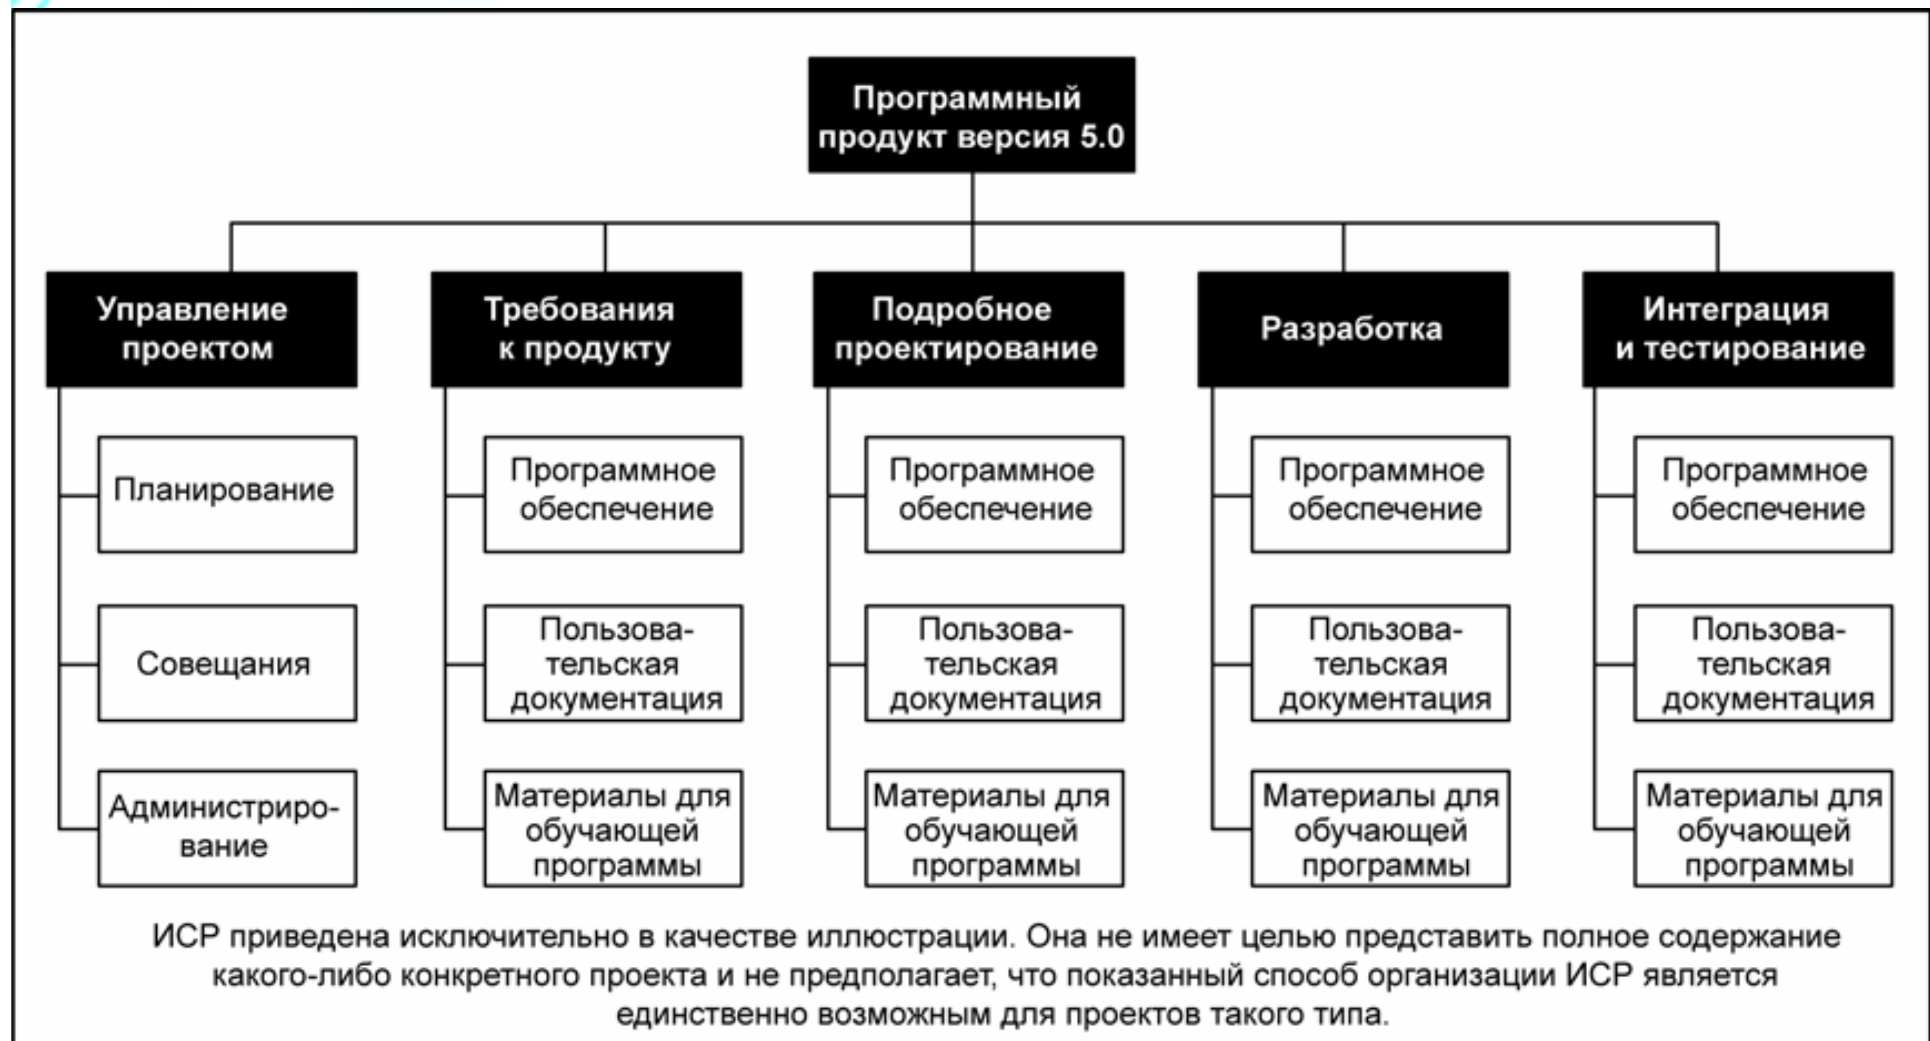 Программный
продукт версия 5.0
Управление
проектом
Требования
к продукту
Подробное
проектирование
Разработка
Интеграция
и тестирование
Планирование
Совещания
Администриро-
вание
Программное
обеспечение
Пользова-
тельская
документация
Материалы для
обучающей
программы
Программное
обеспечение
Пользова-
тельская
документация
Материалы для
обучающей
программы
Программное
обеспечение
Пользова-
тельская
документация
Материалы для
обучающей
программы
Программное
обеспечение
Пользова-
тельская
документация
Материалы для
обучающей
программы
ИСР приведена исключительно в качестве иллюстрации. Она не имеет целью представить полное содержание
какого-либо конкретного проекта и не предполагает, что показанный способ организации ИСР является
единственно возможным для проектов такого типа.